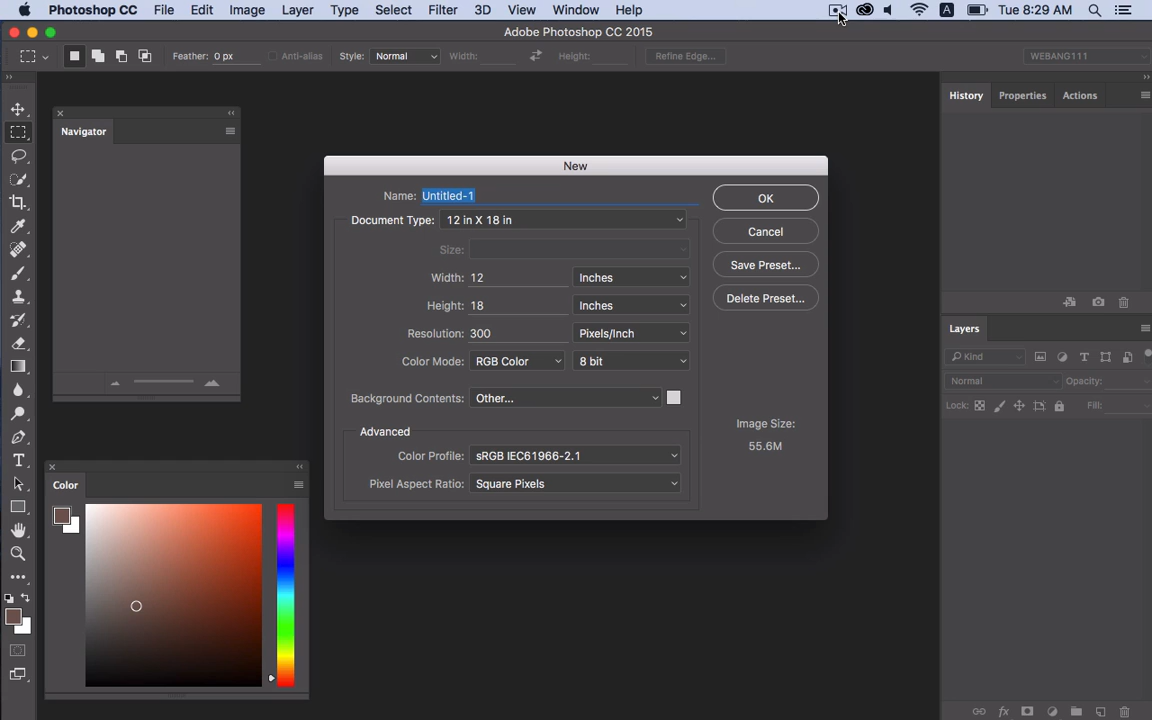 Photoshop CC File Edit Image Layer Type Select Filter 3D View Window Help A Tue 8:29 AM
Adobe Photoshop CC 2015
Feather: 0 px Anti-alias Style: Normal Width: Height: Refine Edge... WEBANG111
Navigator
History Properties Actions
New
Name: Untitled-1
OK
Document Type: 12 in X 18 in
Cancel
Size:
Save Preset...
Width: 12 Inches
Delete Preset...
Height: 18 Inches
Resolution: 300 Pixels/Inch
Color Mode: RGB Color 8 bit
Background Contents: Other...
Image Size:
55.6M
Advanced
Color Profile: sRGB IEC61966-2.1
Pixel Aspect Ratio: Square Pixels
Layers
Kind
Normal Opacity:
Lock: Fill:
Color